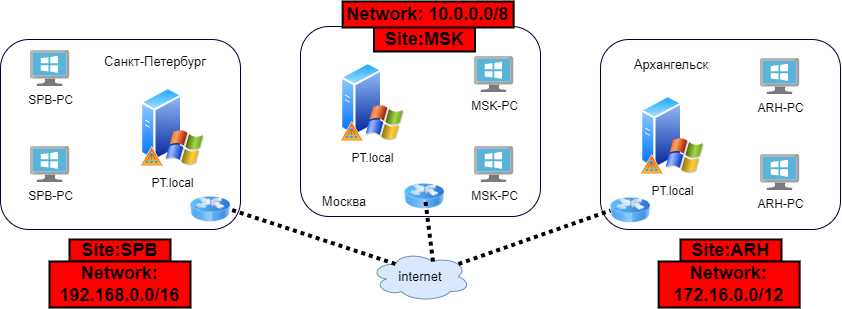 Network: 10.0.0.0/8
Site:MSK
Санкт-Петербург
SPB-PC
SPB-PC
PT.local
MSK-PC
PT.local
MSK-PC
Москва
Архангельск
ARH-PC
PT.local
ARH-PC
internet
Site:SPB
Network:
192.168.0.0/16
Site:ARH
Network:
172.16.0.0/12